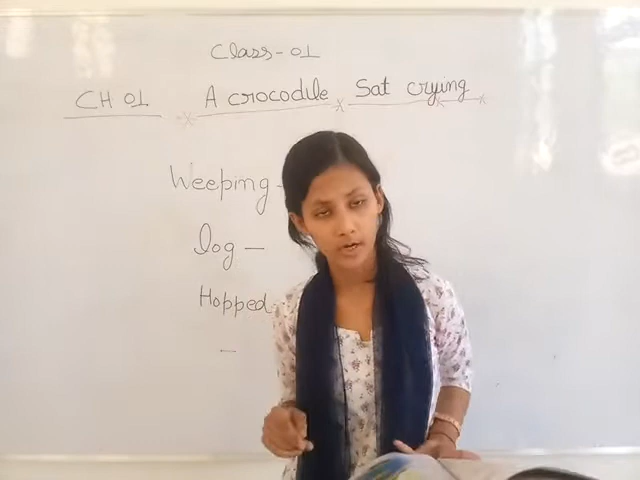 Class-01
CH 01 A crocodile Sat crying
Weeping -
log -
Hopped
-